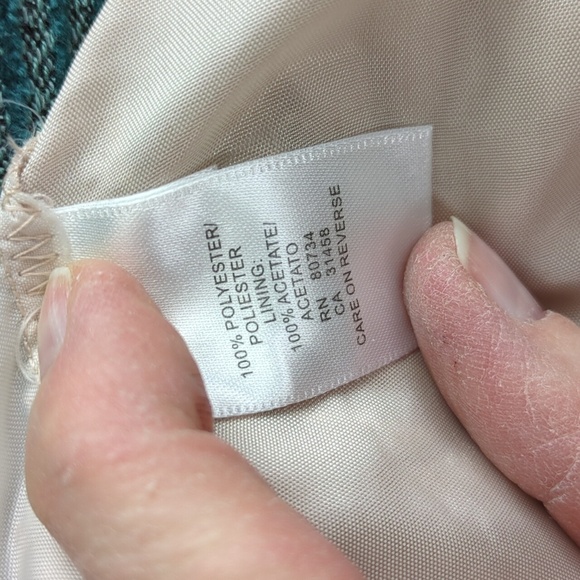 100% POLYESTER/
POLIESTER
LINING:
100% ACETATE/
ACETATO
RN 80734
CA 31458
CARE ON REVERSE